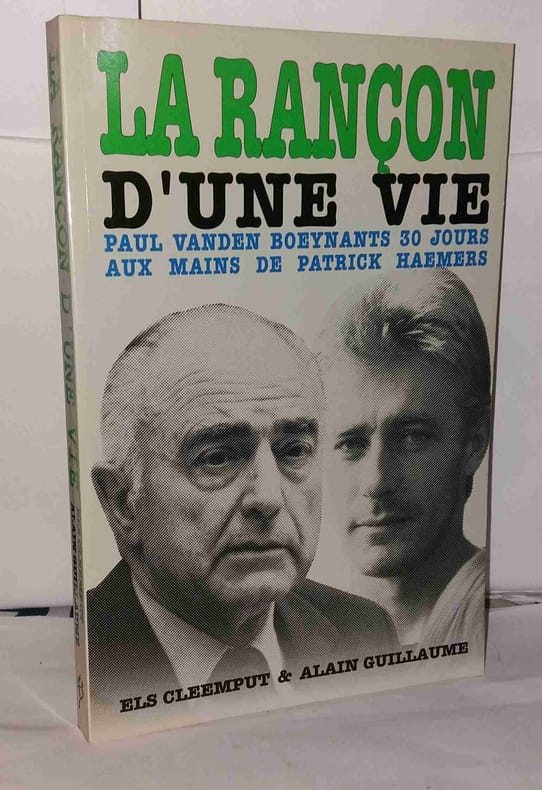 LA RANÇON
D'UNE VIE
PAUL VANDEN BOEYNANTS 30 JOURS
AUX MAINS DE PATRICK HAEMERS
ELS CLEEMPUT & ALAIN GUILLAUME
LA RANÇON D'UNE VIE